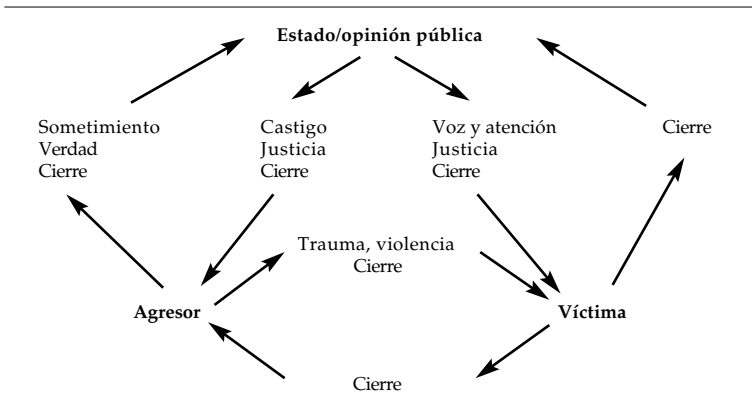 Estado/opinión pública
Sometimiento
Verdad
Cierre
Castigo
Justicia
Cierre
Voz y atención
Justicia
Cierre
Cierre
Trauma, violencia
Cierre
Agresor
Víctima
Cierre